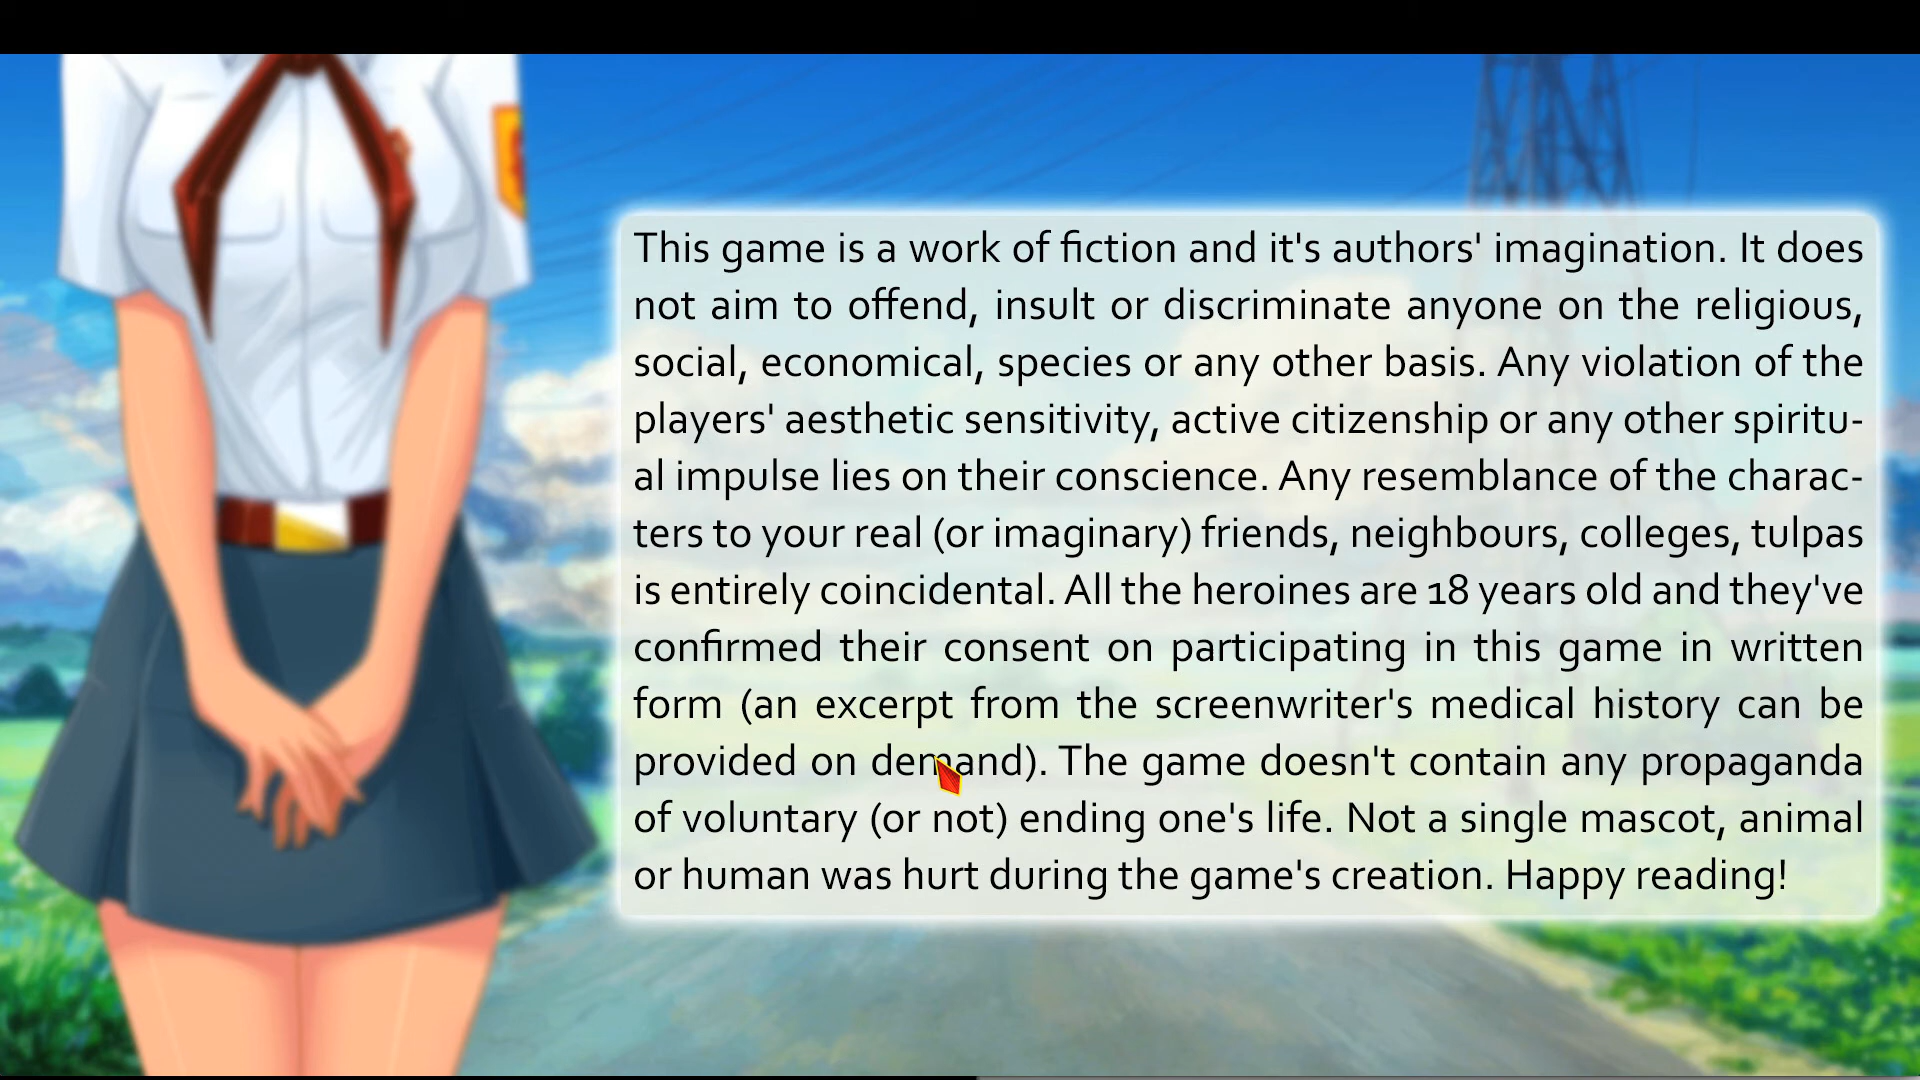 This game is a work of fiction and it's authors' imagination. It does
not aim to offend, insult or discriminate anyone on the religious,
social, economical, species or any other basis. Any violation of the
players' aesthetic sensitivity, active citizenship or any other spiritu-
al impulse lies on their conscience. Any resemblance of the charac-
ters to your real (or imaginary) friends, neighbours, colleges, tulpas
is entirely coincidental. All the heroines are 18 years old and they've
confirmed their consent on participating in this game in written
form (an excerpt from the screenwriter's medical history can be
provided on demand). The game doesn't contain any propaganda
of voluntary (or not) ending one's life. Not a single mascot, animal
or human was hurt during the game's creation. Happy reading!